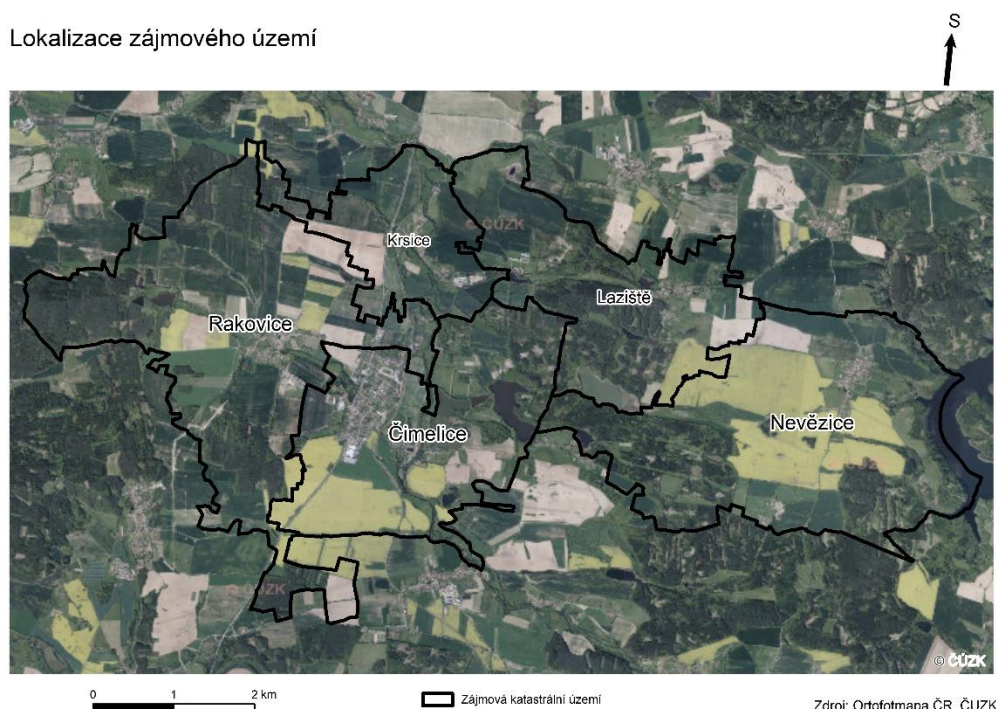 Lokalizace zájmového území
S
© ČÚZK
Krsice
Laziště
Rakovice
Čimelice
Nevězice
© ČÚZK
© ČÚZK
0 1 2 km
Zájmová katastrální území
Zdroj: Ortofotmapa ČR, ČUZK